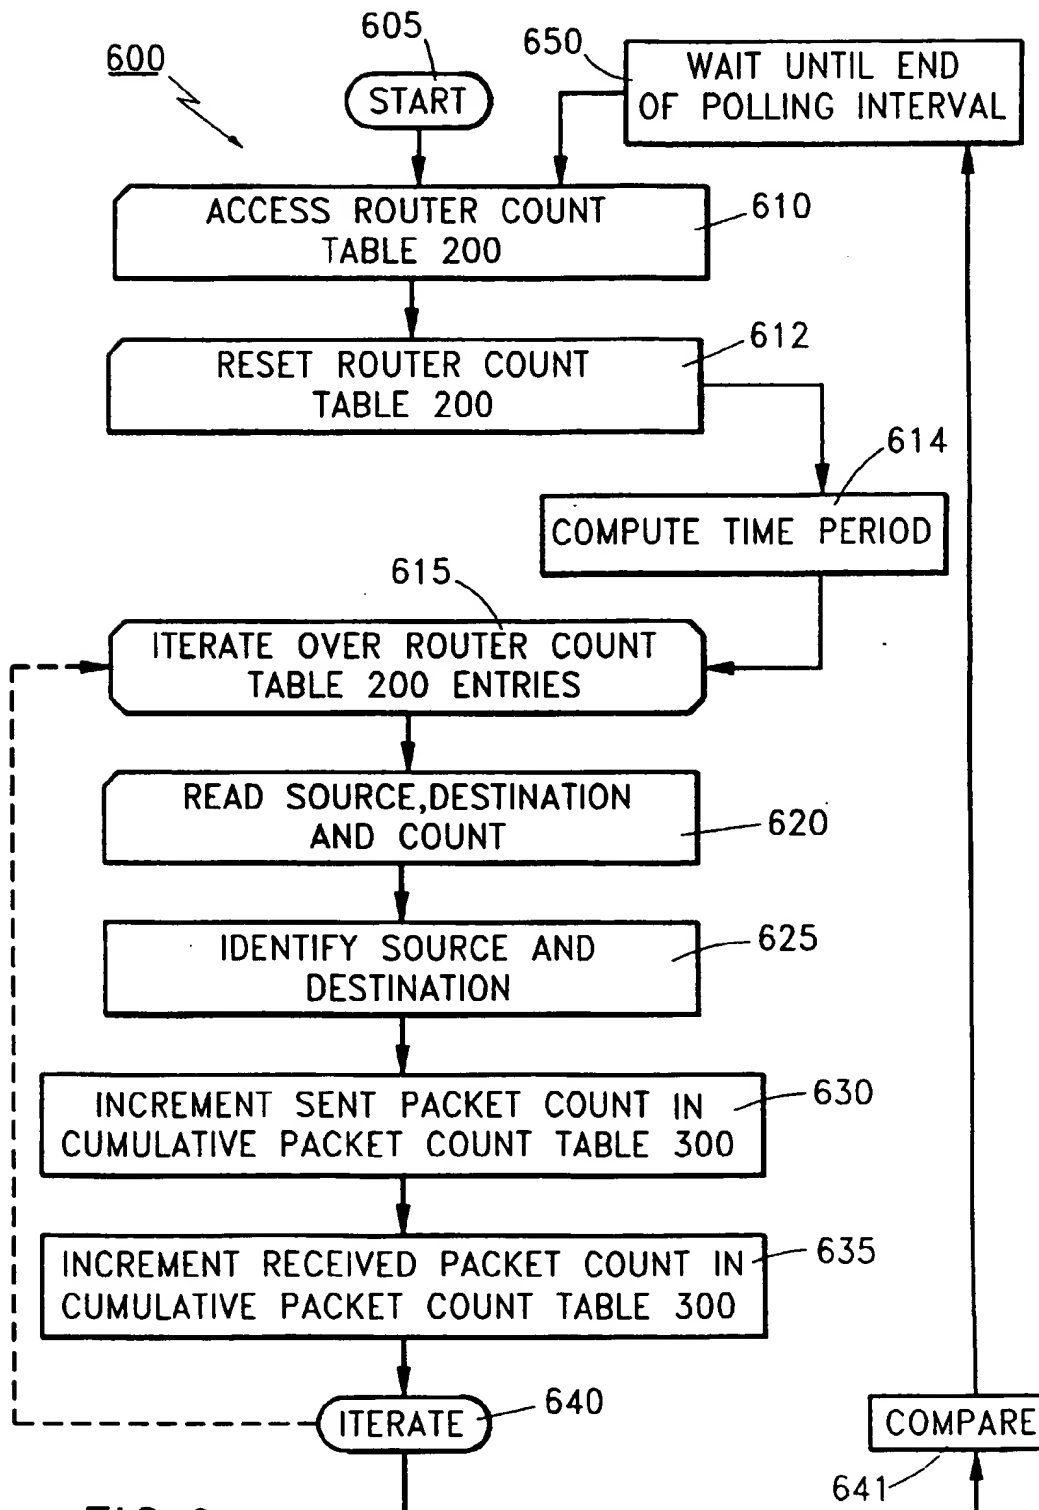 605
650
600
START
WAIT UNTIL END
OF POLLING INTERVAL
ACCESS ROUTER COUNT
TABLE 200
610
RESET ROUTER COUNT
TABLE 200
612
614
COMPUTE TIME PERIOD
615
ITERATE OVER ROUTER COUNT
TABLE 200 ENTRIES
READ SOURCE,DESTINATION
AND COUNT
620
IDENTIFY SOURCE AND
DESTINATION
625
INCREMENT SENT PACKET COUNT IN
CUMULATIVE PACKET COUNT TABLE 300
630
INCREMENT RECEIVED PACKET COUNT IN
CUMULATIVE PACKET COUNT TABLE 300
635
ITERATE
640
COMPARE
641